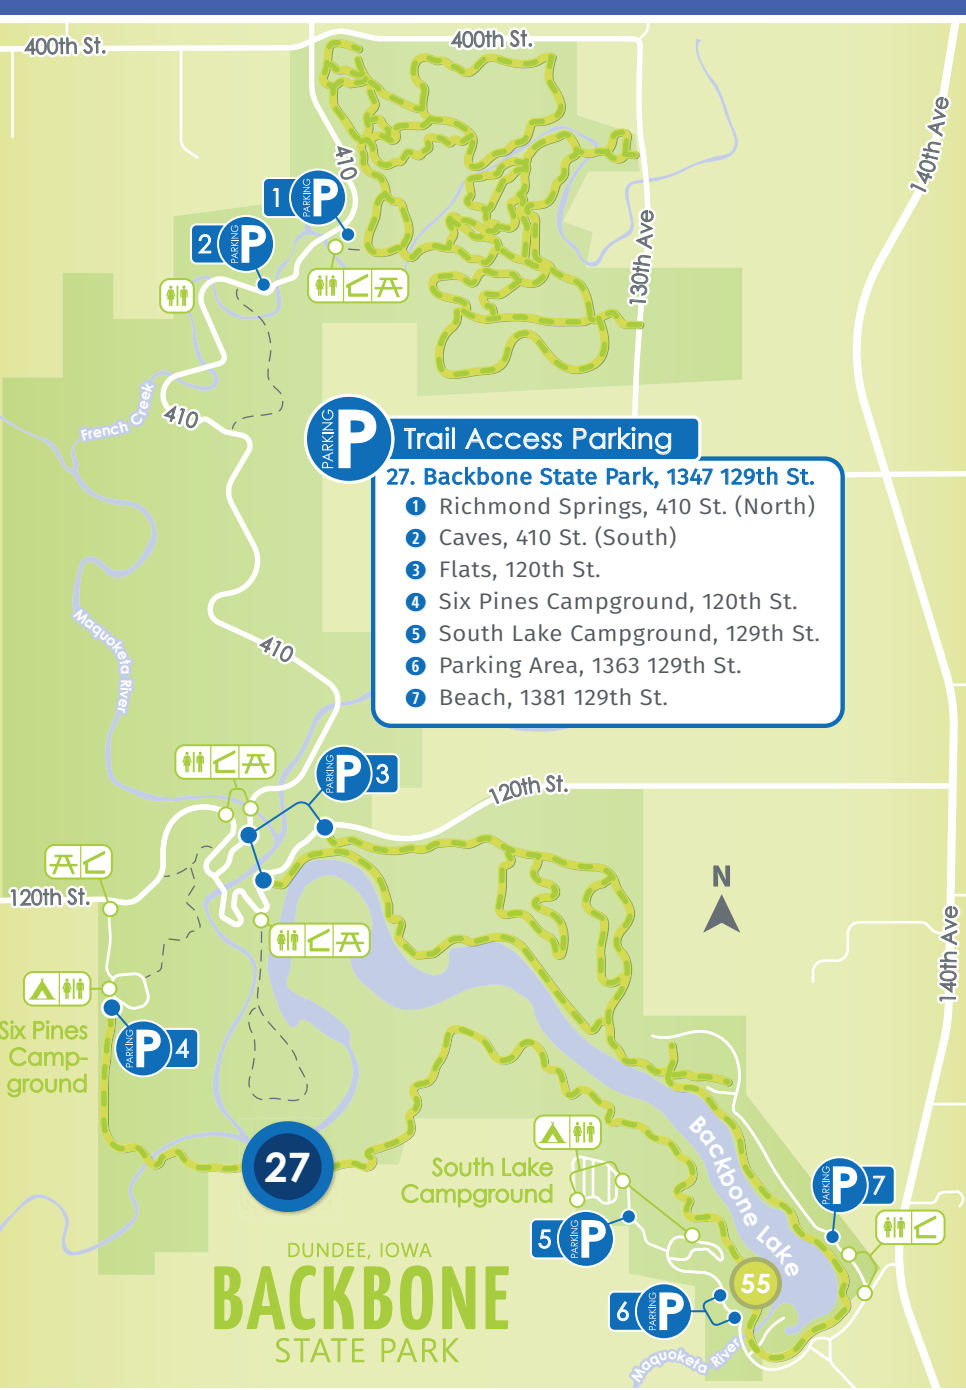 400th St.
400th St.
140th Ave
410
1 PARKING P
2 PARKING P
130th Ave
French Creek
410
PARKING P Trail Access Parking
27. Backbone State Park, 1347 129th St.
1 Richmond Springs, 410 St. (North)
2 Caves, 410 St. (South)
3 Flats, 120th St.
4 Six Pines Campground, 120th St.
5 South Lake Campground, 129th St.
6 Parking Area, 1363 129th St.
7 Beach, 1381 129th St.
Maquoketa River
410
PARKING P 3
120th St.
N
120th St.
140th Ave
Six Pines
Camp-
ground
PARKING P 4
27
South Lake
Campground
Backbone Lake
PARKING P 7
5 PARKING P
55
6 PARKING P
Maquoketa River
DUNDEE, IOWA
BACKBONE
STATE PARK